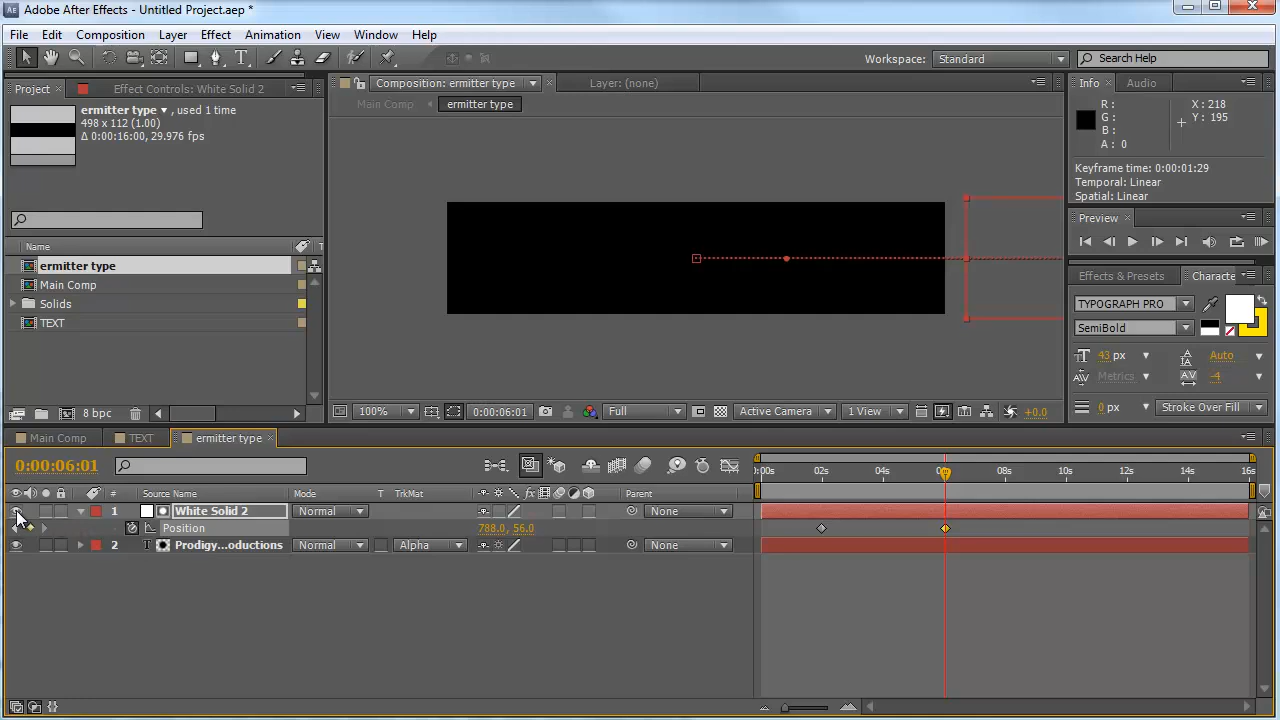 Adobe After Effects - Untitled Project.aep *
File Edit Composition Layer Effect Animation View Window Help
Workspace: Standard Search Help
Project Effect Controls: White Solid 2
Composition: ermitter type Layer: (none)
Info Audio
Main Comp ermitter type
ermitter type , used 1 time
498 x 112 (1.00)
Δ 0:00:16:00, 29.976 fps
R :
G :
B :
A : 0
X : 218
Y : 195
Keyframe time: 0:00:01:29
Temporal: Linear
Spatial: Linear
Preview
Name T
ermitter type
Main Comp
Solids
TEXT
Effects & Presets Characte
TYPOGRAPH PRO
SemiBold
43 px Auto
Metrics -4
0 px Stroke Over Fill
8 bpc
100% 0:00:06:01 Full Active Camera 1 View +0.0
Main Comp TEXT ermitter type
0:00:06:01
0:00s 02s 04s 08s 10s 12s 14s 16s
# Source Name Mode T TrkMat Parent
1 White Solid 2 Normal None
Position 788.0, 56.0
2 Prodigy...oductions Normal Alpha None